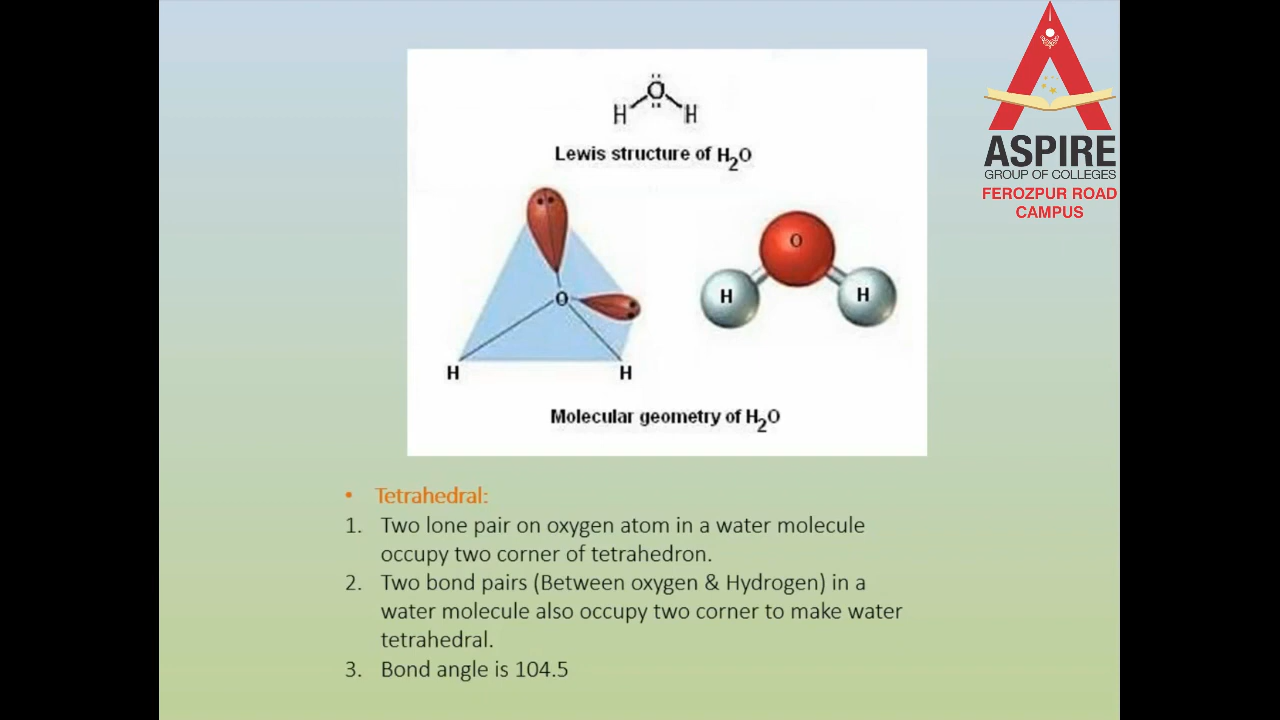 H Ö H
Lewis structure of H2O
O
H H
O
H H
Molecular geometry of H2O
ASPIRE
GROUP OF COLLEGES
FEROZPUR ROAD
CAMPUS
• Tetrahedral:
1. Two lone pair on oxygen atom in a water molecule
occupy two corner of tetrahedron.
2. Two bond pairs (Between oxygen & Hydrogen) in a
water molecule also occupy two corner to make water
tetrahedral.
3. Bond angle is 104.5